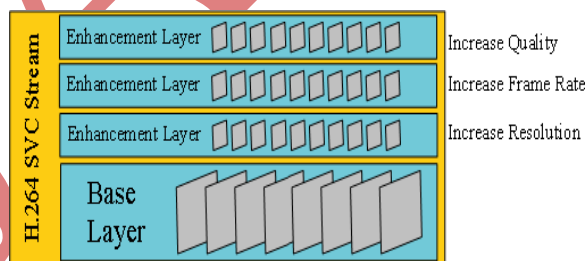 H.264 SVC Stream
Enhancement Layer
Increase Quality
Enhancement Layer
Increase Frame Rate
Enhancement Layer
Increase Resolution
Base
Layer